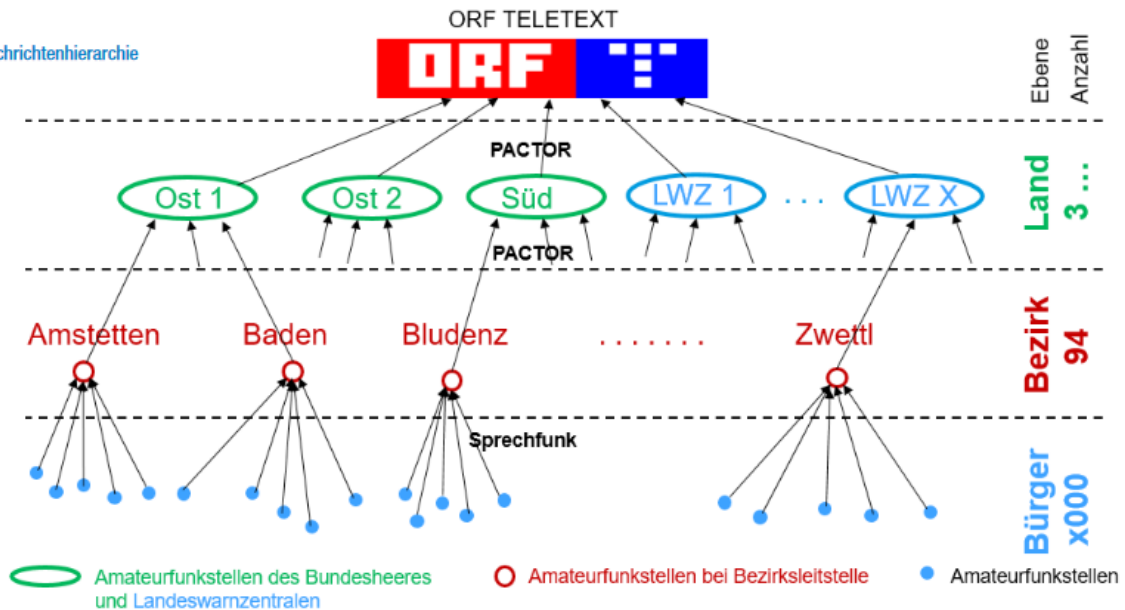 ORF TELETEXT
chrichtenhierarchie
ORF T
Ebene
Anzahl
PACTOR
Ost 1
Ost 2
Süd
LWZ 1
. . .
LWZ X
Land
3 ...
PACTOR
Amstetten
Baden
Bludenz
. . . . . . .
Zwettl
Bezirk
94
Sprechfunk
Bürger
x000
Amateurfunkstellen des Bundesheeres
und Landeswarnzentralen
Amateurfunkstellen bei Bezirksleitstelle
Amateurfunkstellen